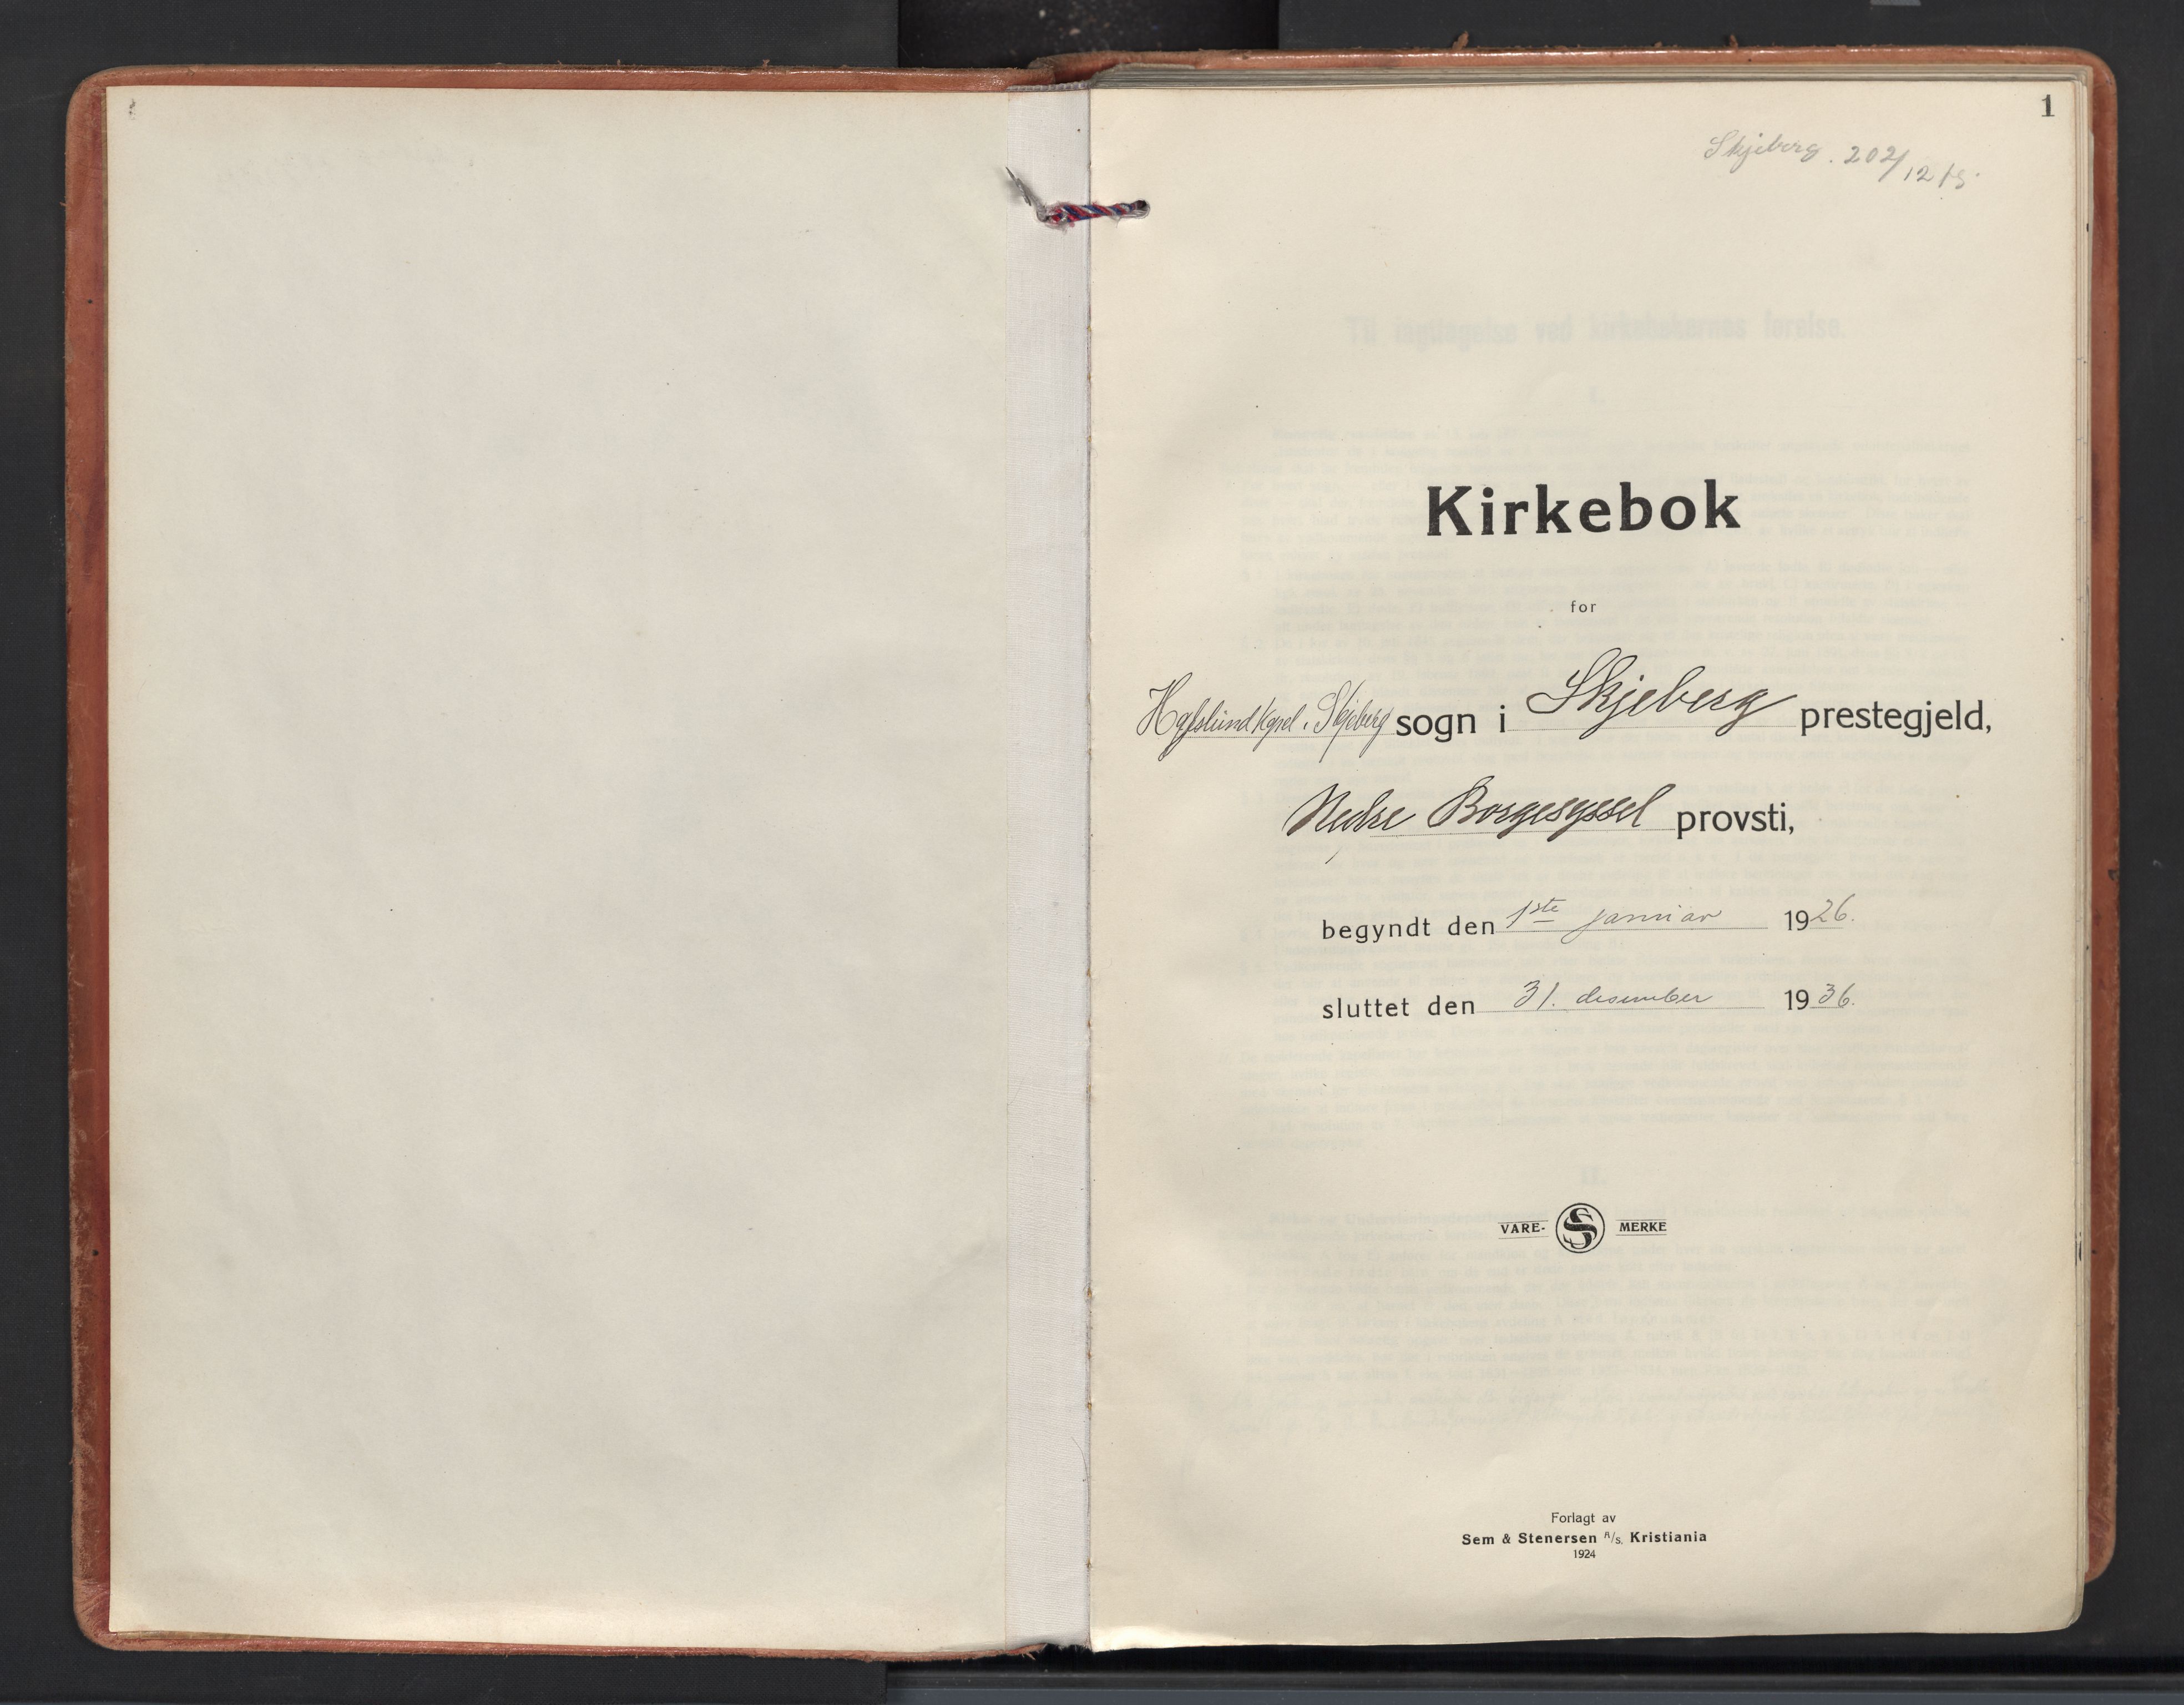 1
Skjeberg. 202/12/5.
Kirkebok
for
Hafslund Kapel i Skjeberg sogn i Skjeberg prestegjeld,
Nedre Borgesyssel provsti,
begyndt den 1ste januar 1926.
sluttet den 31. desember 1936.
VARE- S MERKE
Forlagt av
Sem & Stenersen A/s. Kristiania
1924